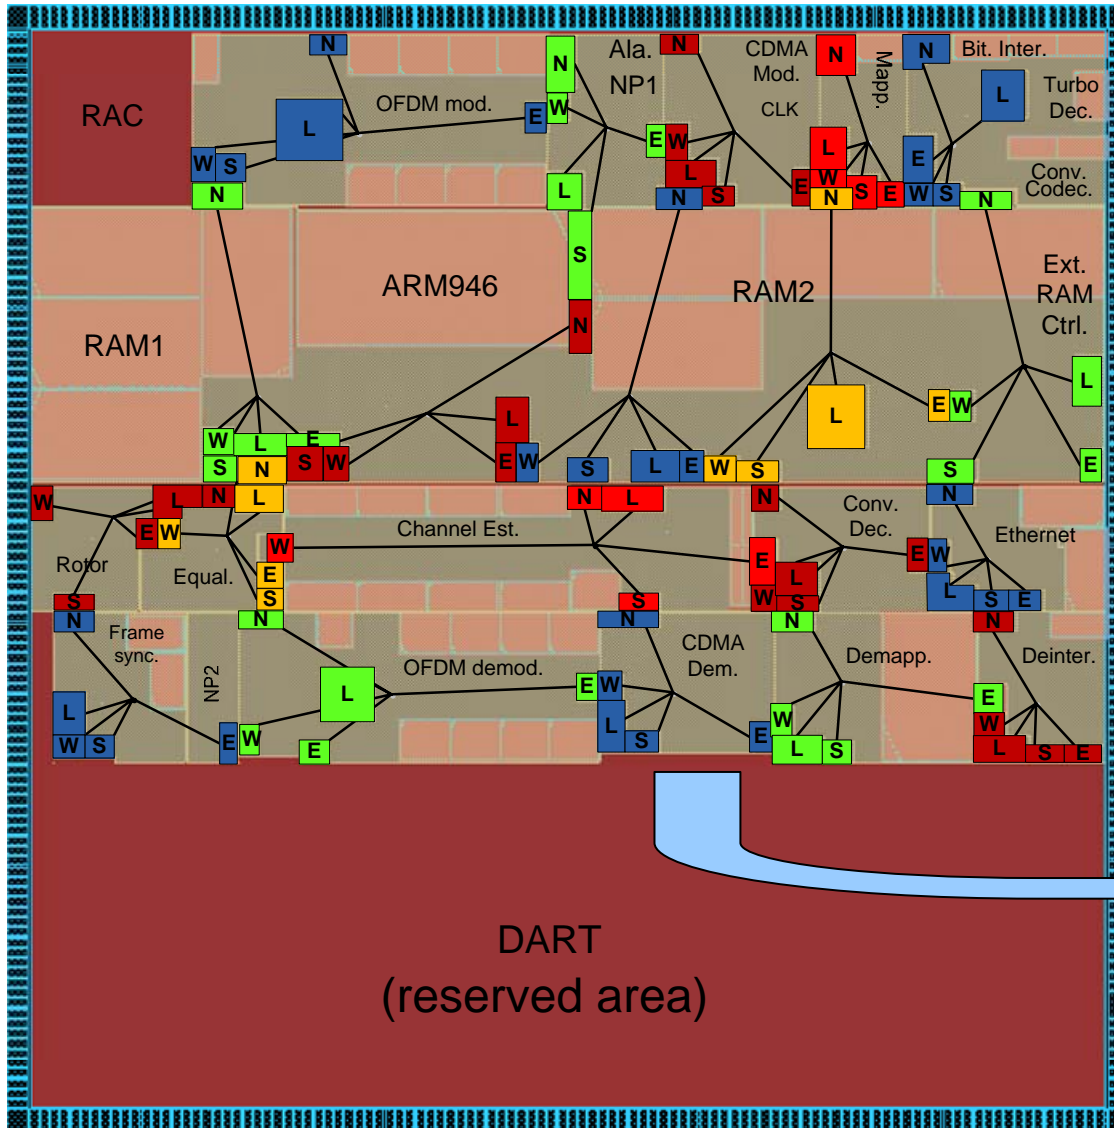 N
N
Ala.
N
CDMA
N
N
Bit. Inter.
NP1
Mod.
Mapp.
L
Turbo
Dec.
RAC
L
OFDM mod.
E
W
CLK
E
W
L
E
W
S
N
L
L
N
S
E
W
N
S
E
W
S
N
Conv.
Codec.
S
ARM946
RAM2
Ext.
RAM
Ctrl.
N
RAM1
L
L
L
E
W
W
L
E
S
N
S
W
E
W
S
L
E
W
S
S
E
W
L
N
L
N
L
N
N
E
W
Channel Est.
Conv.
Dec.
Ethernet
W
E
E
W
Rotor
Equal.
E
L
L
S
S
S
W
S
S
E
N
N
N
N
N
Frame
sync.
NP2
OFDM demod.
CDMA
Dem.
Demapp.
Deinter.
L
E
W
E
L
L
W
W
W
S
E
W
S
E
L
S
L
S
E
E
DART
(reserved area)